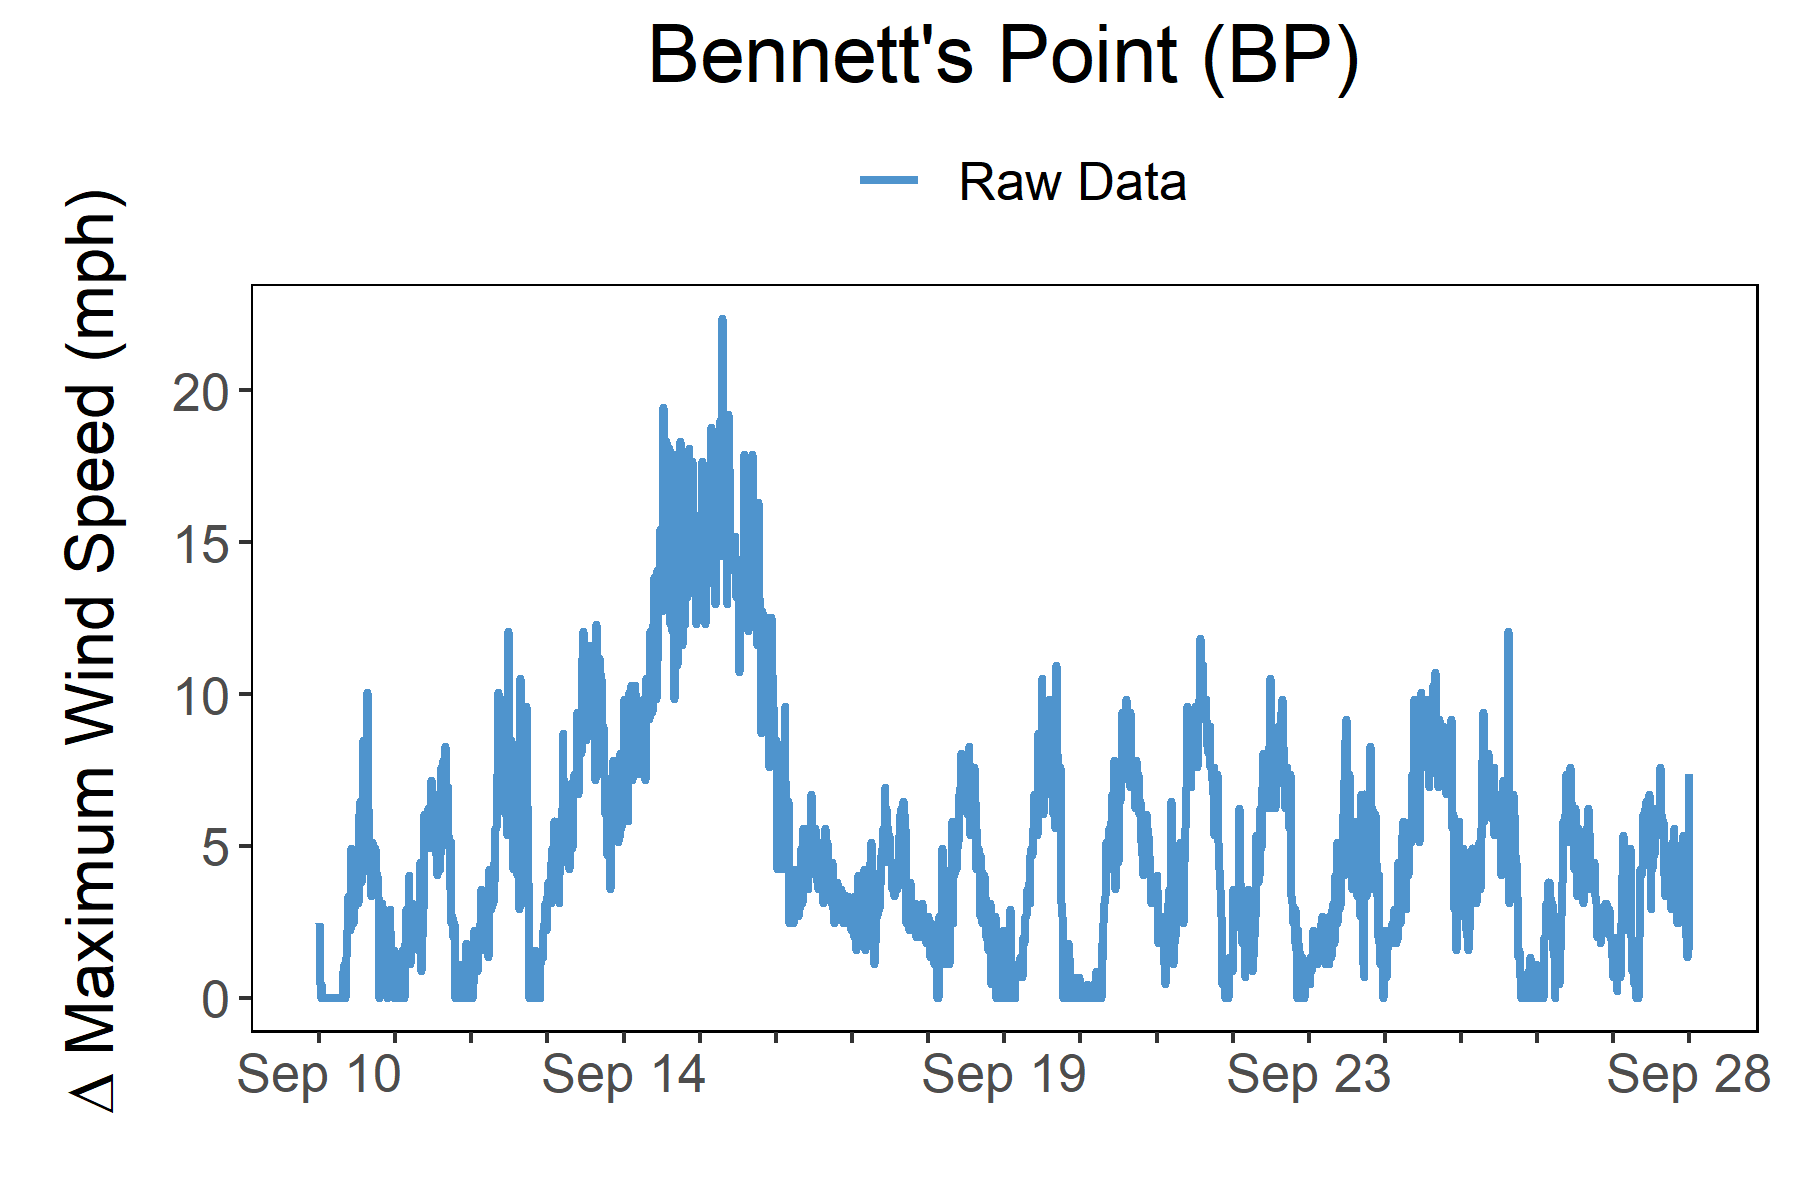 Bennett's Point (BP)
Raw Data
Δ Maximum Wind Speed (mph)
20
15
10
5
0
Sep 10 Sep 14 Sep 19 Sep 23 Sep 28